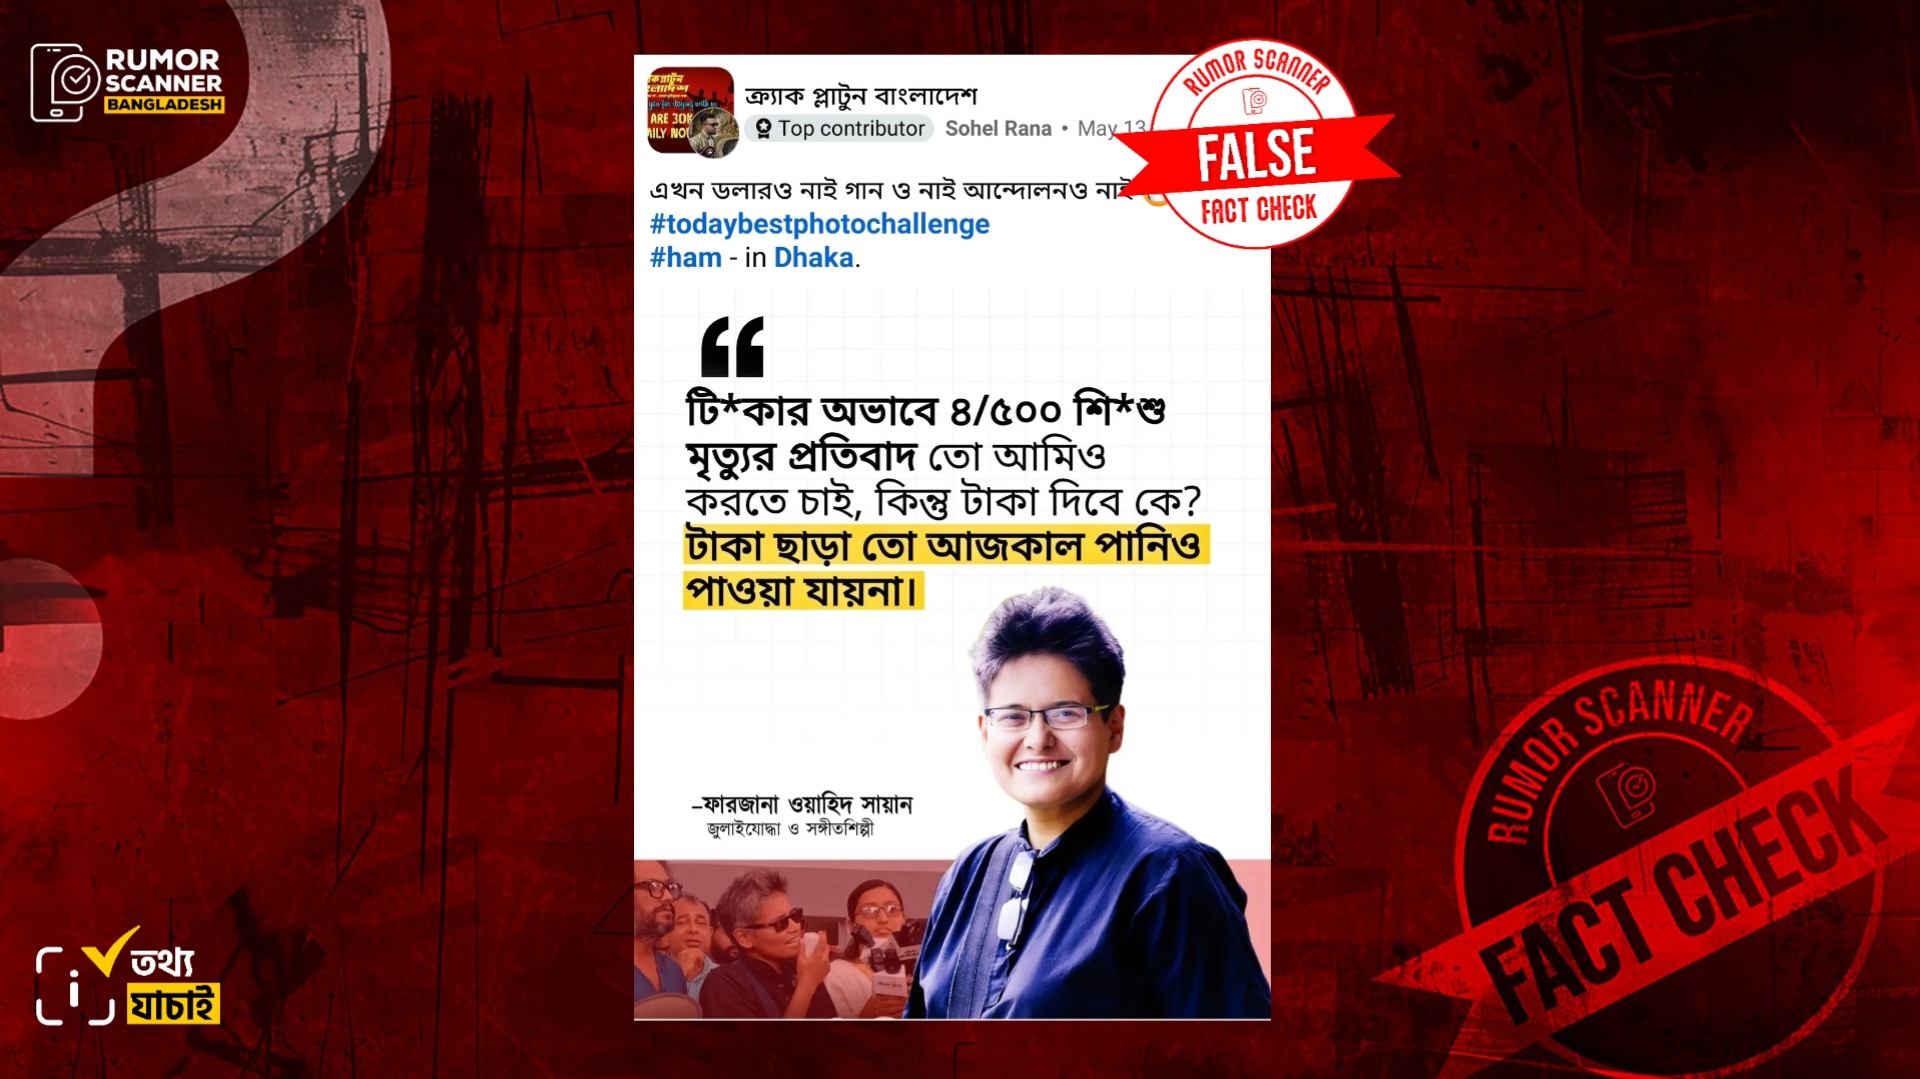 RUMOR
SCANNER
BANGLADESH
ক্র্যাক প্লাটুন বাংলাদেশ
Top contributor Sohel Rana • May 13
এখন ডলারও নাই গান ও নাই আন্দোলনও নাই
#todaybestphotochallenge
#ham - in Dhaka.
RUMOR SCANNER
FALSE
FACT CHECK
“
টি*কার অভাবে ৪/৫০০ শি*শু
মৃত্যুর প্রতিবাদ তো আমিও
করতে চাই, কিন্তু টাকা দিবে কে?
টাকা ছাড়া তো আজকাল পানিও
পাওয়া যায়না।
–ফারজানা ওয়াহিদ সায়ান
জুলাইযোদ্ধা ও সঙ্গীতশিল্পী
তথ্য
যাচাই
RUMOR SCANNER
FACT CHECK